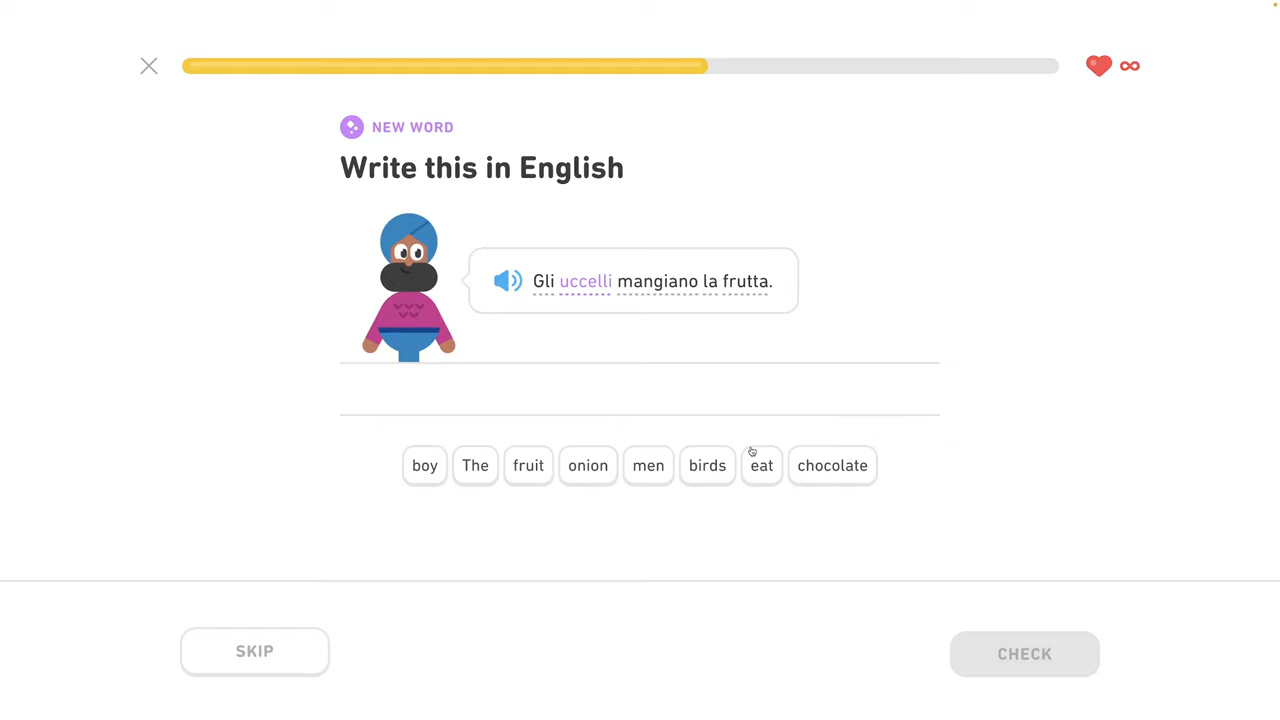 ∞
NEW WORD
Write this in English
Gli uccelli mangiano la frutta.
boy The fruit onion men birds eat chocolate
SKIP
CHECK